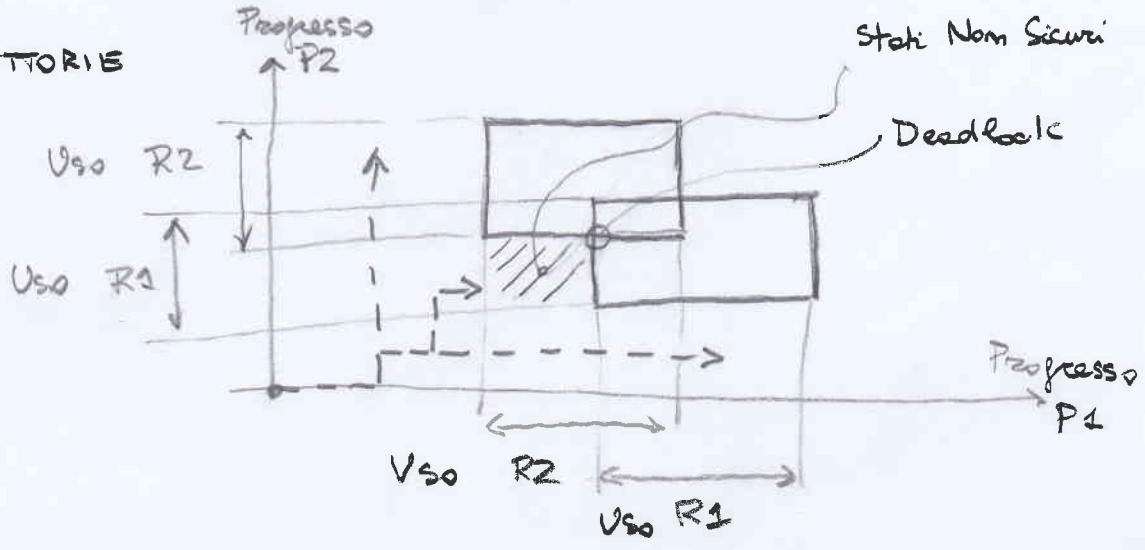 TTORIE
Progresso
P2
Stati Non Sicuri
Deadlock
Uso R2
Uso R1
Progresso
P1
Uso R2
Uso R1